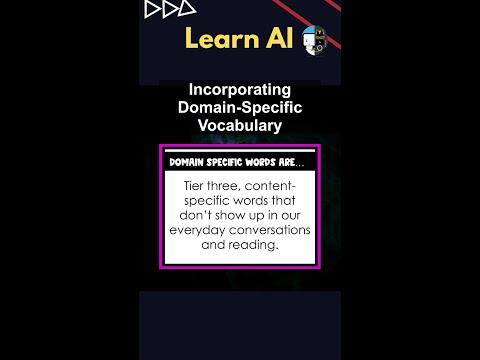 Learn AI
Incorporating
Domain-Specific
Vocabulary
DOMAIN SPECIFIC WORDS ARE...
Tier three, content-
specific words that
don't show up in our
everyday conversations
and reading.